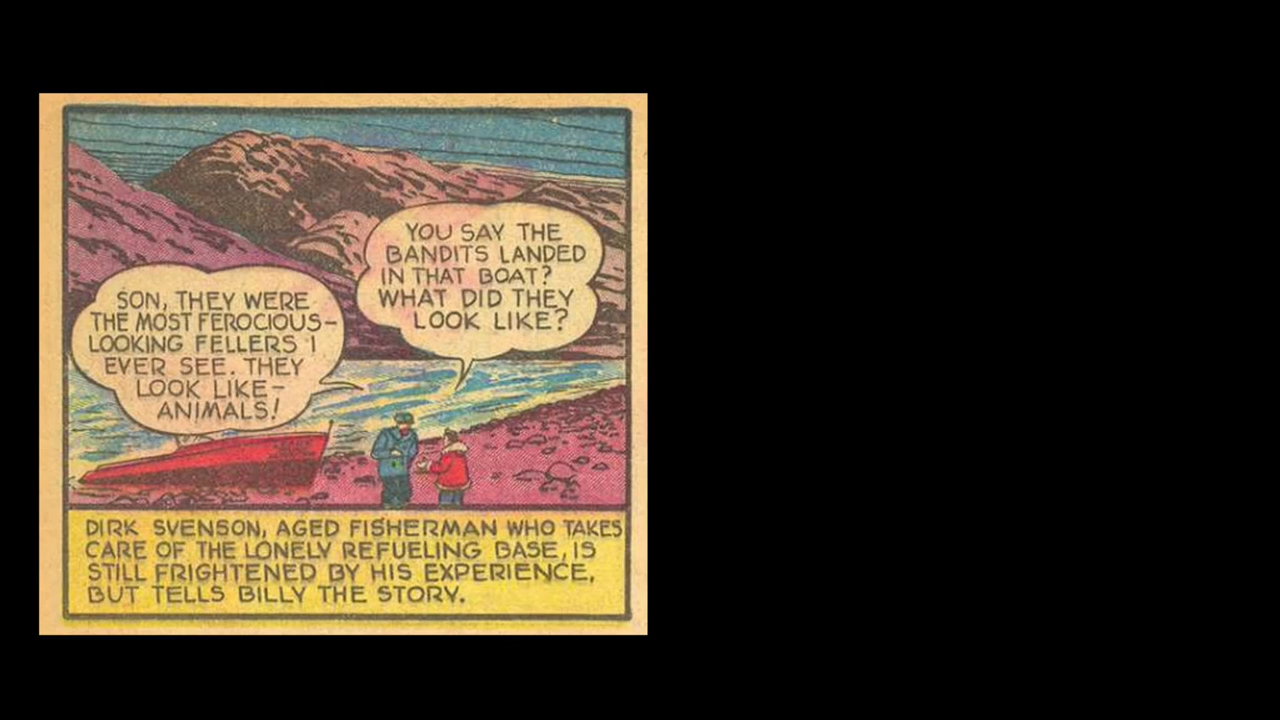 YOU SAY THE
BANDITS LANDED
IN THAT BOAT?
WHAT DID THEY
LOOK LIKE?
SON, THEY WERE
THE MOST FEROCIOUS-
LOOKING FELLERS I
EVER SEE. THEY
LOOK LIKE-
ANIMALS!
DIRK SVENSON, AGED FISHERMAN WHO TAKES
CARE OF THE LONELY REFUELING BASE, IS
STILL FRIGHTENED BY HIS EXPERIENCE,
BUT TELLS BILLY THE STORY.